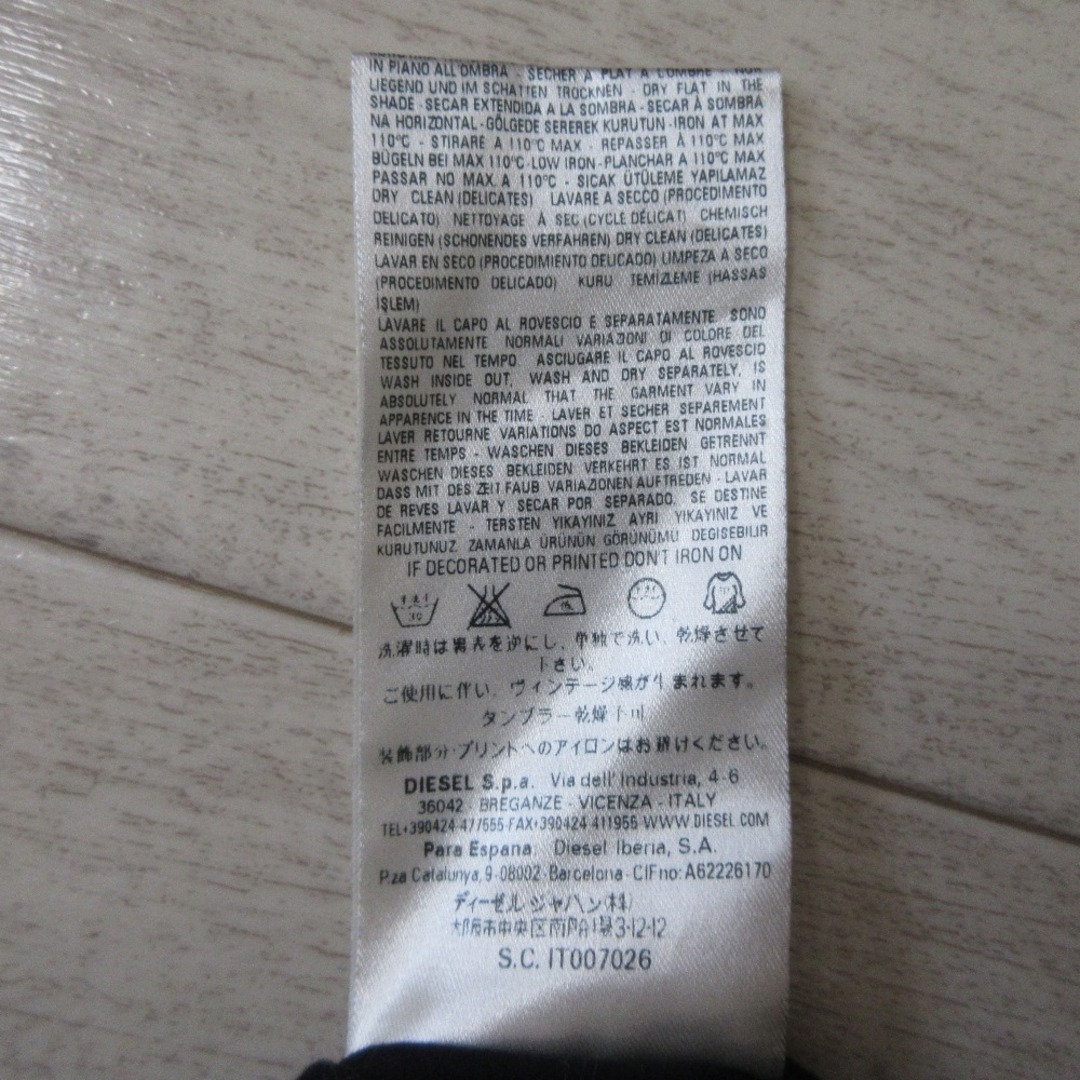 IN PIANO ALL'OMBRA - SECHER A PLAT A L'OMBRE
LIEGEND UND IM SCHATTEN TROCKNEN - DRY FLAT IN THE
SHADE - SECAR EXTENDIDA A LA SOMBRA - SECAR À SOMBRA
NA HORIZONTAL - GÖLGEDE SEREREK KURUTUN - IRON AT MAX
110°C - STIRARE A 110°C MAX - REPASSER À 110°C MAX
BÜGELN BEI MAX 110°C - LOW IRON - PLANCHAR A 110°C MAX
PASSAR NO MAX. A 110°C - SICAK ÜTÜLEME YAPILAMAZ
DRY CLEAN (DELICATES) LAVARE A SECCO (PROCEDIMENTO
DELICATO) NETTOYAGE À SEC (CYCLE DÉLICAT) CHEMISCH
REINIGEN (SCHONENDES VERFAHREN) DRY CLEAN (DELICATES)
LAVAR EN SECO (PROCEDIMIENTO DELICADO) LIMPEZA A SECO
(PROCEDIMENTO DELICADO) KURU TEMİZLEME (HASSAS
İŞLEM)
LAVARE IL CAPO AL ROVESCIO E SEPARATAMENTE SONO
ASSOLUTAMENTE NORMALI VARIAZIONI DI COLORE DEL
TESSUTO NEL TEMPO ASCIUGARE IL CAPO AL ROVESCIO
WASH INSIDE OUT, WASH AND DRY SEPARATELY, IS
ABSOLUTELY NORMAL THAT THE GARMENT VARY IN
APPARENCE IN THE TIME - LAVER ET SECHER SEPAREMENT
LAVER RETOURNE VARIATIONS DO ASPECT EST NORMALES
ENTRE TEMPS - WASCHEN DIESES BEKLEIDEN GETRENNT
WASCHEN DIESES BEKLEIDEN VERKEHRT ES IST NORMAL
DASS MIT DES ZEIT FAUB VARIAZIONEN AUFTREDEN - LAVAR
DE REVES LAVAR Y SECAR POR SEPARADO, SE DESTINE
FACILMENTE - TERSTEN YIKAYINIZ AYRI YIKAYINIZ VE
KURUTUNUZ ZAMANLA ÜRÜNÜN GÖRÜNÜMÜ DEGISEBILIR
IF DECORATED OR PRINTED DON'T IRON ON
洗濯時は裏表を逆にし、単独で洗い、乾燥させて
下さい。
ご使用に伴い、ヴィンテージ感が生まれます。
タンブラー乾燥不可
装飾部分・プリントへのアイロンはお避けください。
DIESEL S.p.a. Via dell' Industria, 4-6
36042 - BREGANZE - VICENZA - ITALY
TEL+390424-477555-FAX+390424 411955-WWW.DIESEL.COM
Para Espana, Diesel Iberia, S.A.
P.za Catalunya, 9-08002-Barcelona-CIF no: A62226170
ディーゼル ジャパン(株)
大阪市中央区南船場3-12-12
S.C. IT007026